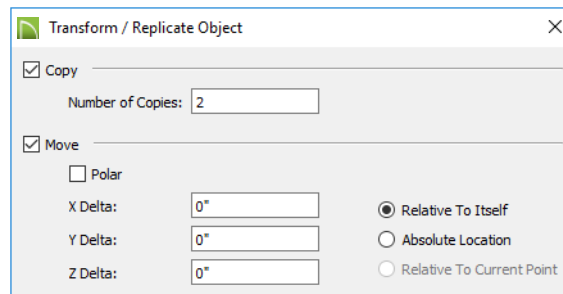 Transform / Replicate Object
Copy
Number of Copies: 2
Move
Polar
X Delta: 0" Relative To Itself
Y Delta: 0" Absolute Location
Z Delta: 0" Relative To Current Point